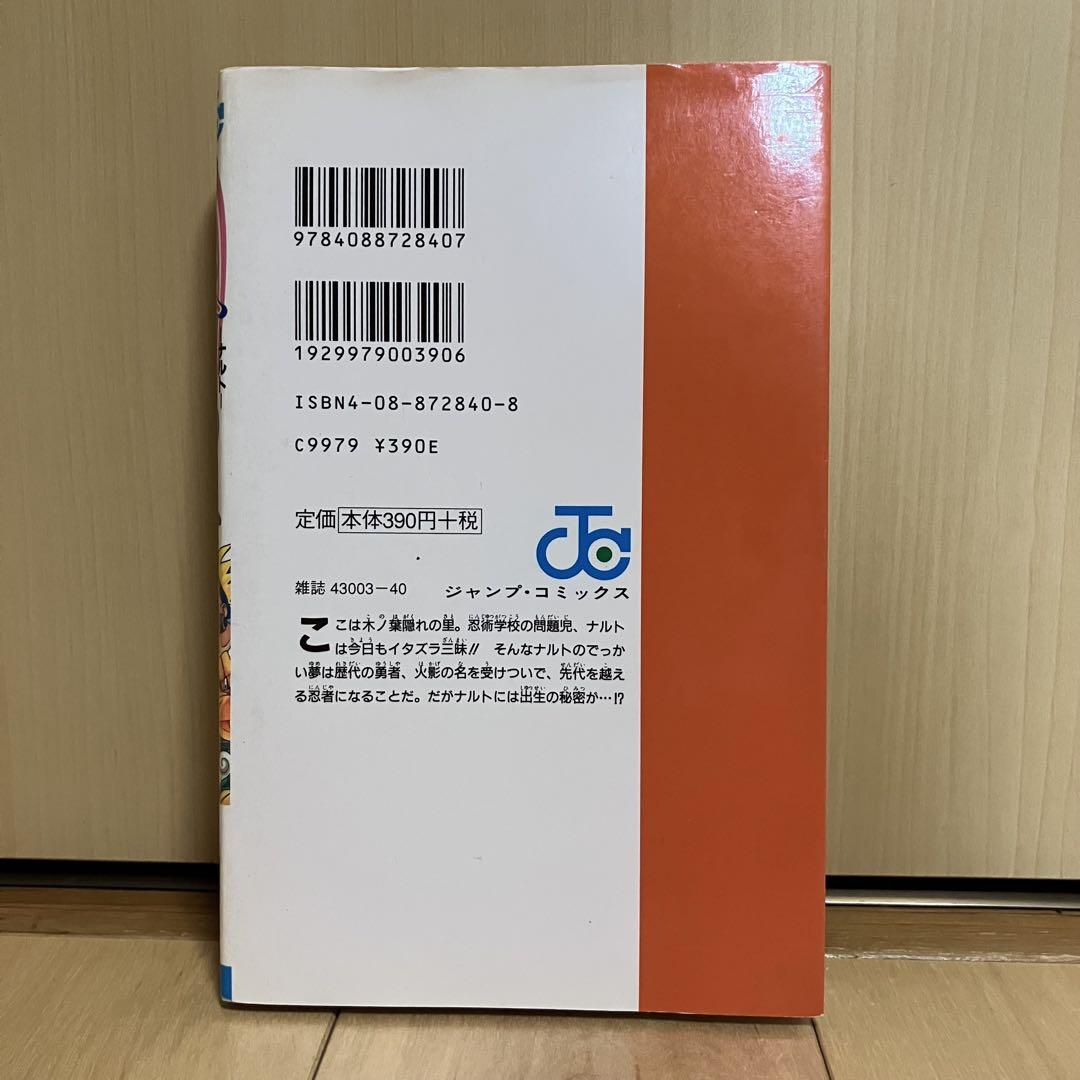 9784088728407
1929979003906
ISBN4-08-872840-8
C9979 ¥390E
定価 本体390円+税
雑誌 43003-40
ジャンプ・コミックス
ここは木ノ葉隠れの里。忍術学校の問題児、ナルト
は今日もイタズラ三昧!! そんなナルトのでっか
い夢は歴代の勇者、火影の名を受けついで、先代を越え
る忍者になることだ。だがナルトには出生の秘密が…!?
ナルト